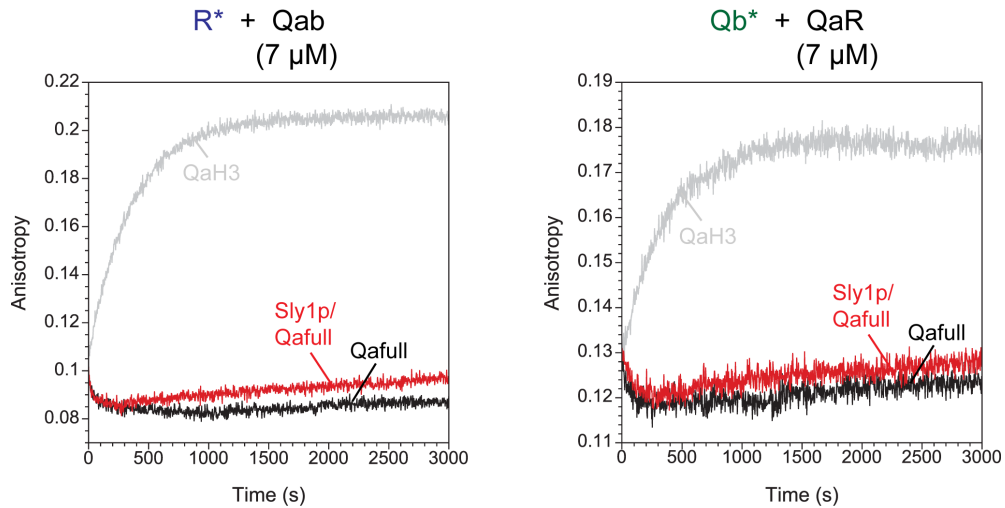 R* + Qab
(7 µM)
0.22
0.2
0.18
0.16
0.14
0.12
0.1
0.08
Anisotropy
QaH3
Sly1p/
Qafull
Qafull
0
500
1000
1500
2000
2500
3000
Time (s)
Qb* + QaR
(7 µM)
0.19
0.18
0.17
0.16
0.15
0.14
0.13
0.12
0.11
Anisotropy
QaH3
Sly1p/
Qafull
Qafull
0
500
1000
1500
2000
2500
3000
Time (s)